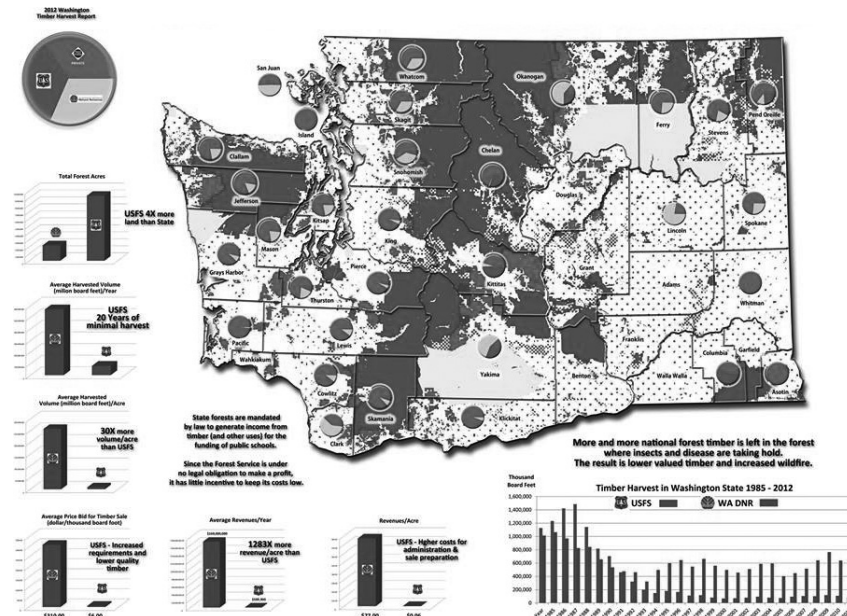 2012 Washington
Timber Harvest Report
Total Forest Acres
USFS 4X more
land than State
Average Harvested Volume
(million board feet)/Year
USFS
20 Years of
minimal harvest
Average Harvested
Volume (million board feet)/Acre
30X more
volume/acre
than USFS
Average Price Bid for Timber Sale
(dollar/thousand board foot)
USFS - Increased
requirements and
lower quality
timber
San Juan
Island
Whatcom
Skagit
Snohomish
Okanogan
Chelan
Ferry
Stevens
Pend Oreille
Clallam
Jefferson
Kitsap
Mason
Grays Harbor
King
Pierce
Thurston
Kittitas
Douglas
Lincoln
Spokane
Grant
Adams
Whitman
Pacific
Lewis
Wahkiakum
Cowlitz
Skamania
Clark
Yakima
Klickitat
Benton
Franklin
Walla Walla
Columbia
Garfield
Asotin
State forests are mandated
by law to generate income from
timber (and other uses) for the
funding of public schools.
Since the Forest Service is under
no legal obligation to make a profit,
it has little incentive to keep its costs low.
Average Revenues/Year
1283X more
revenue/acre than
USFS
Revenues/Acre
USFS - Hgher costs for
administration &
sale preparation
More and more national forest timber is left in the forest
where insects and disease are taking hold.
The result is lower valued timber and increased wildfire.
Thousand
Board Feet
Timber Harvest in Washington State 1985 - 2012
USFS
WA DNR
1,600,000
1,400,000
1,200,000
1,000,000
800,000
600,000
400,000
200,000
0